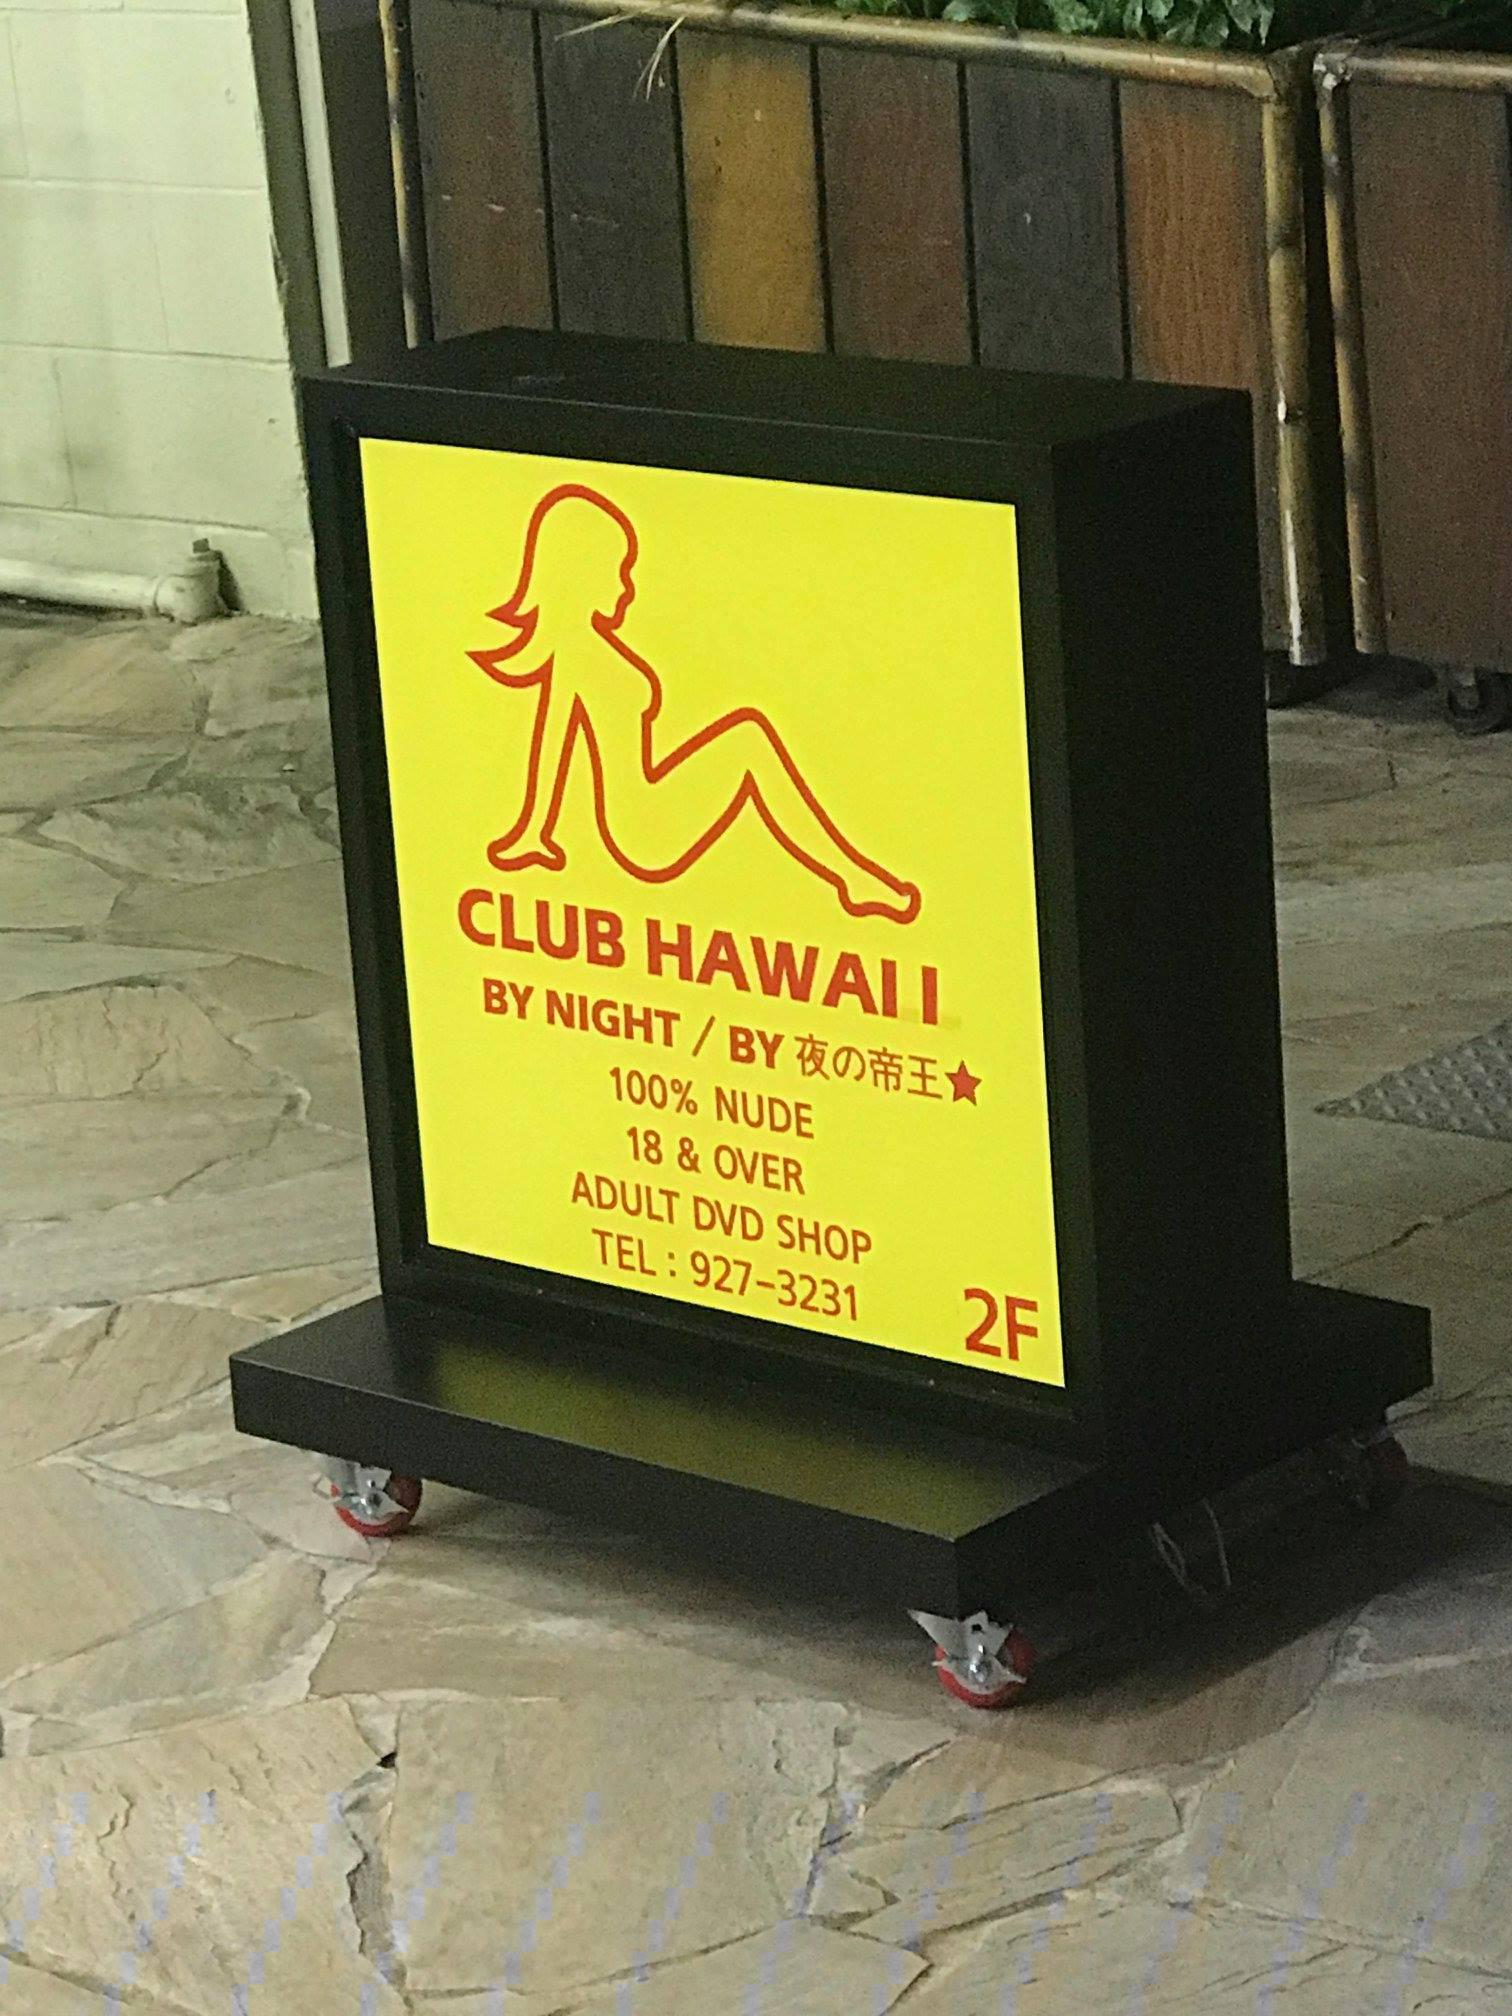 CLUB HAWAII
BY NIGHT / BY 夜の帝王★
100% NUDE
18 & OVER
ADULT DVD SHOP
TEL : 927-3231
2F